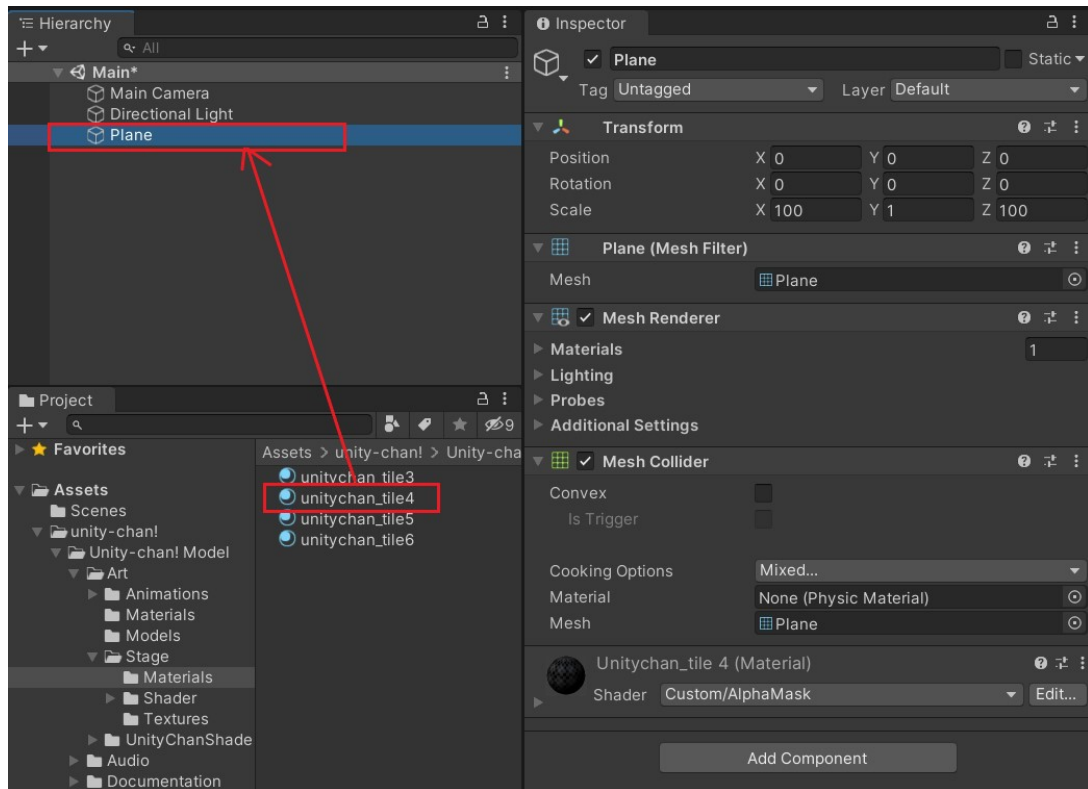 Hierarchy
All
Main*
Main Camera
Directional Light
Plane
Project
9
Favorites
Assets
Scenes
unity-chan!
Unity-chan! Model
Art
Animations
Materials
Models
Stage
Materials
Shader
Textures
UnityChanShade
Audio
Documentation
Assets > unity-chan! > Unity-cha
unitychan_tile3
unitychan_tile4
unitychan_tile5
unitychan_tile6
Inspector
Plane Static
Tag Untagged Layer Default
Transform
Position X 0 Y 0 Z 0
Rotation X 0 Y 0 Z 0
Scale X 100 Y 1 Z 100
Plane (Mesh Filter)
Mesh Plane
Mesh Renderer
Materials 1
Lighting
Probes
Additional Settings
Mesh Collider
Convex
Is Trigger
Cooking Options Mixed...
Material None (Physic Material)
Mesh Plane
Unitychan_tile 4 (Material)
Shader Custom/AlphaMask Edit...
Add Component